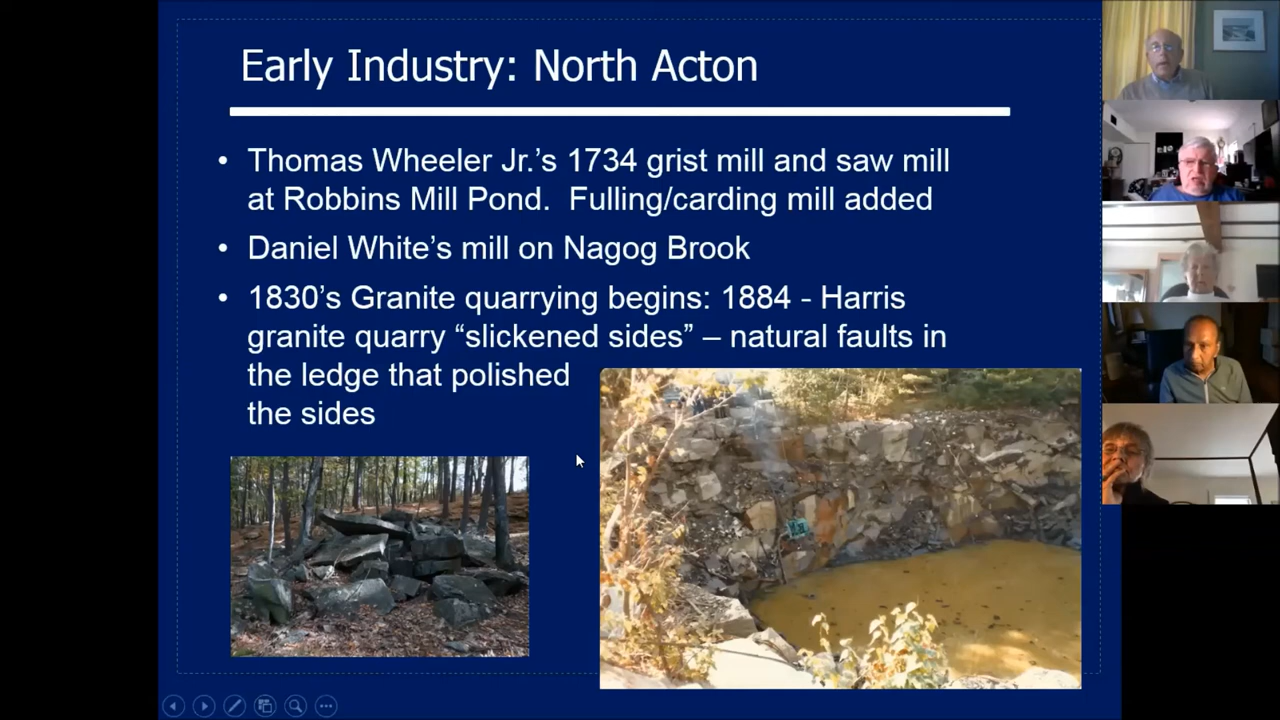 Early Industry: North Acton
• Thomas Wheeler Jr.’s 1734 grist mill and saw mill
at Robbins Mill Pond.  Fulling/carding mill added
• Daniel White’s mill on Nagog Brook
• 1830’s Granite quarrying begins: 1884 - Harris
granite quarry “slickened sides” – natural faults in
the ledge that polished
the sides